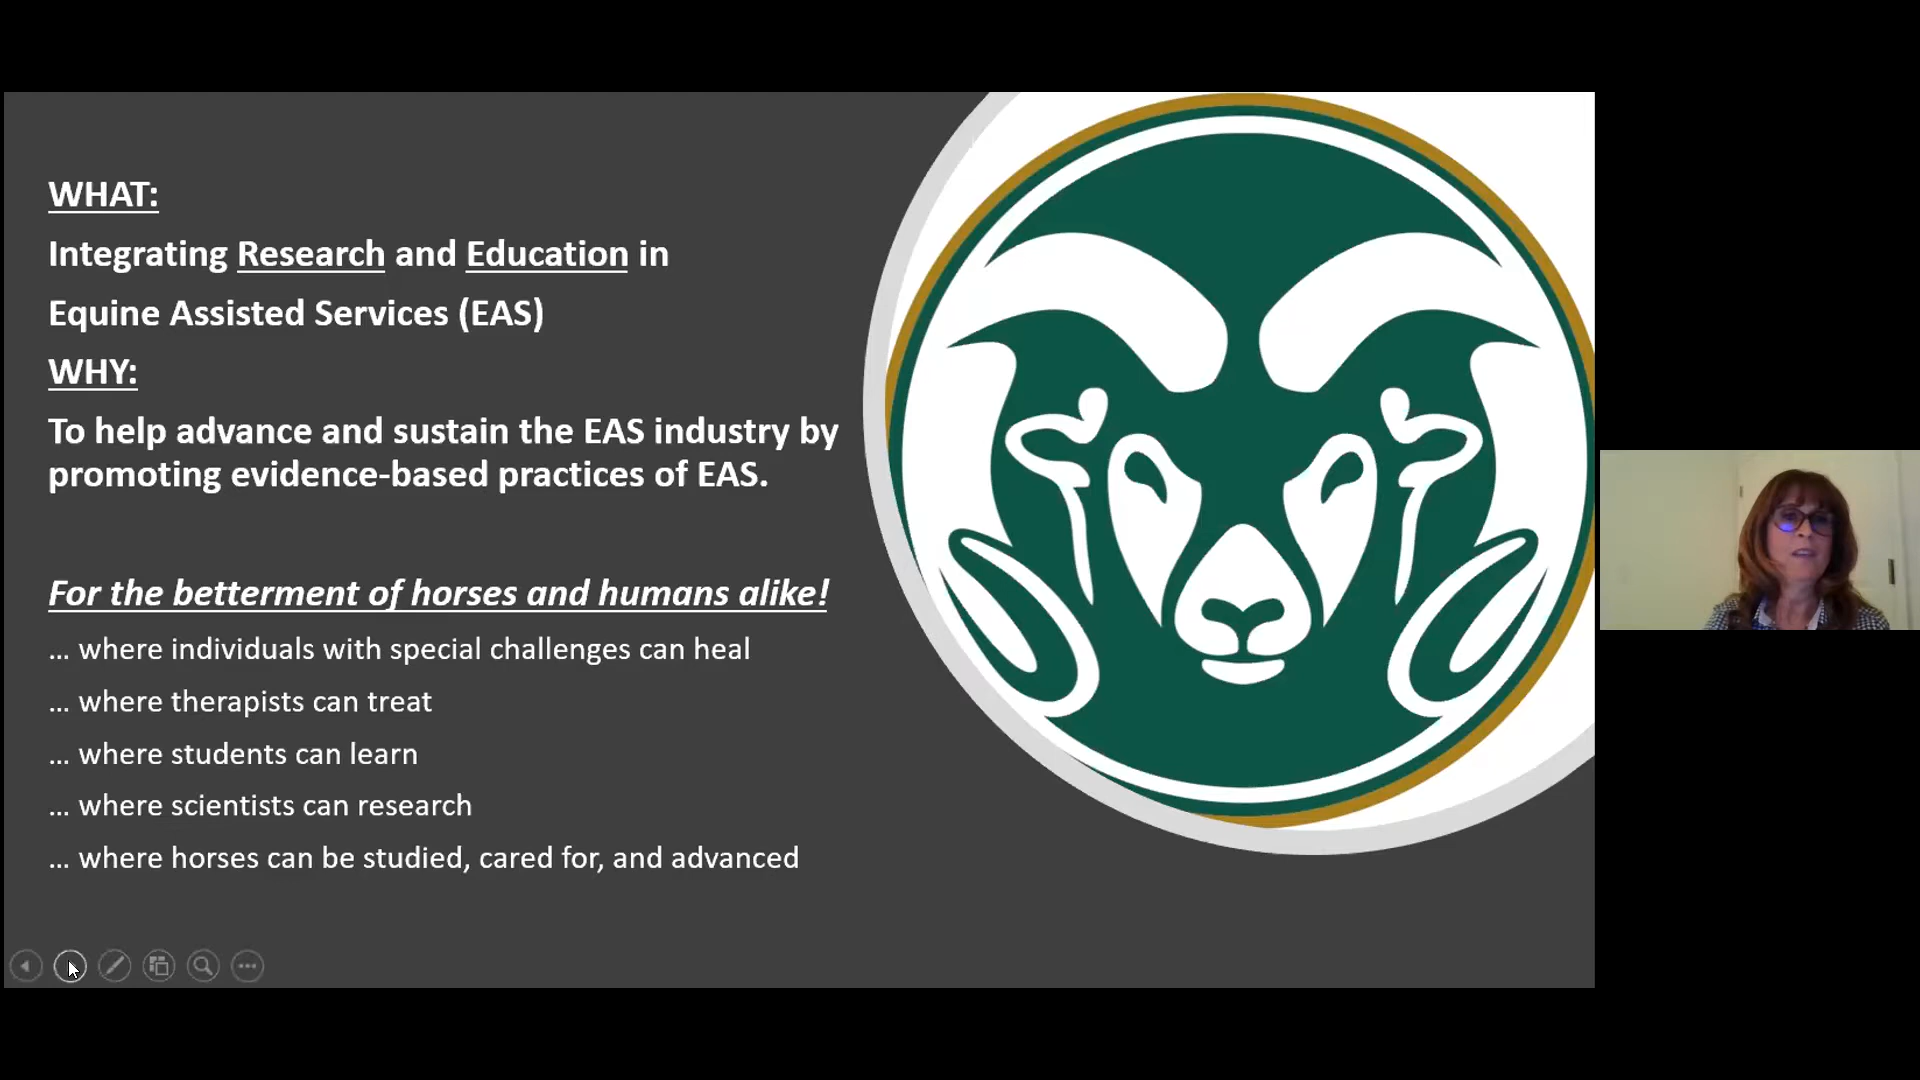 WHAT:
Integrating Research and Education in
Equine Assisted Services (EAS)
WHY:
To help advance and sustain the EAS industry by
promoting evidence-based practices of EAS.
For the betterment of horses and humans alike!
... where individuals with special challenges can heal
... where therapists can treat
... where students can learn
... where scientists can research
... where horses can be studied, cared for, and advanced